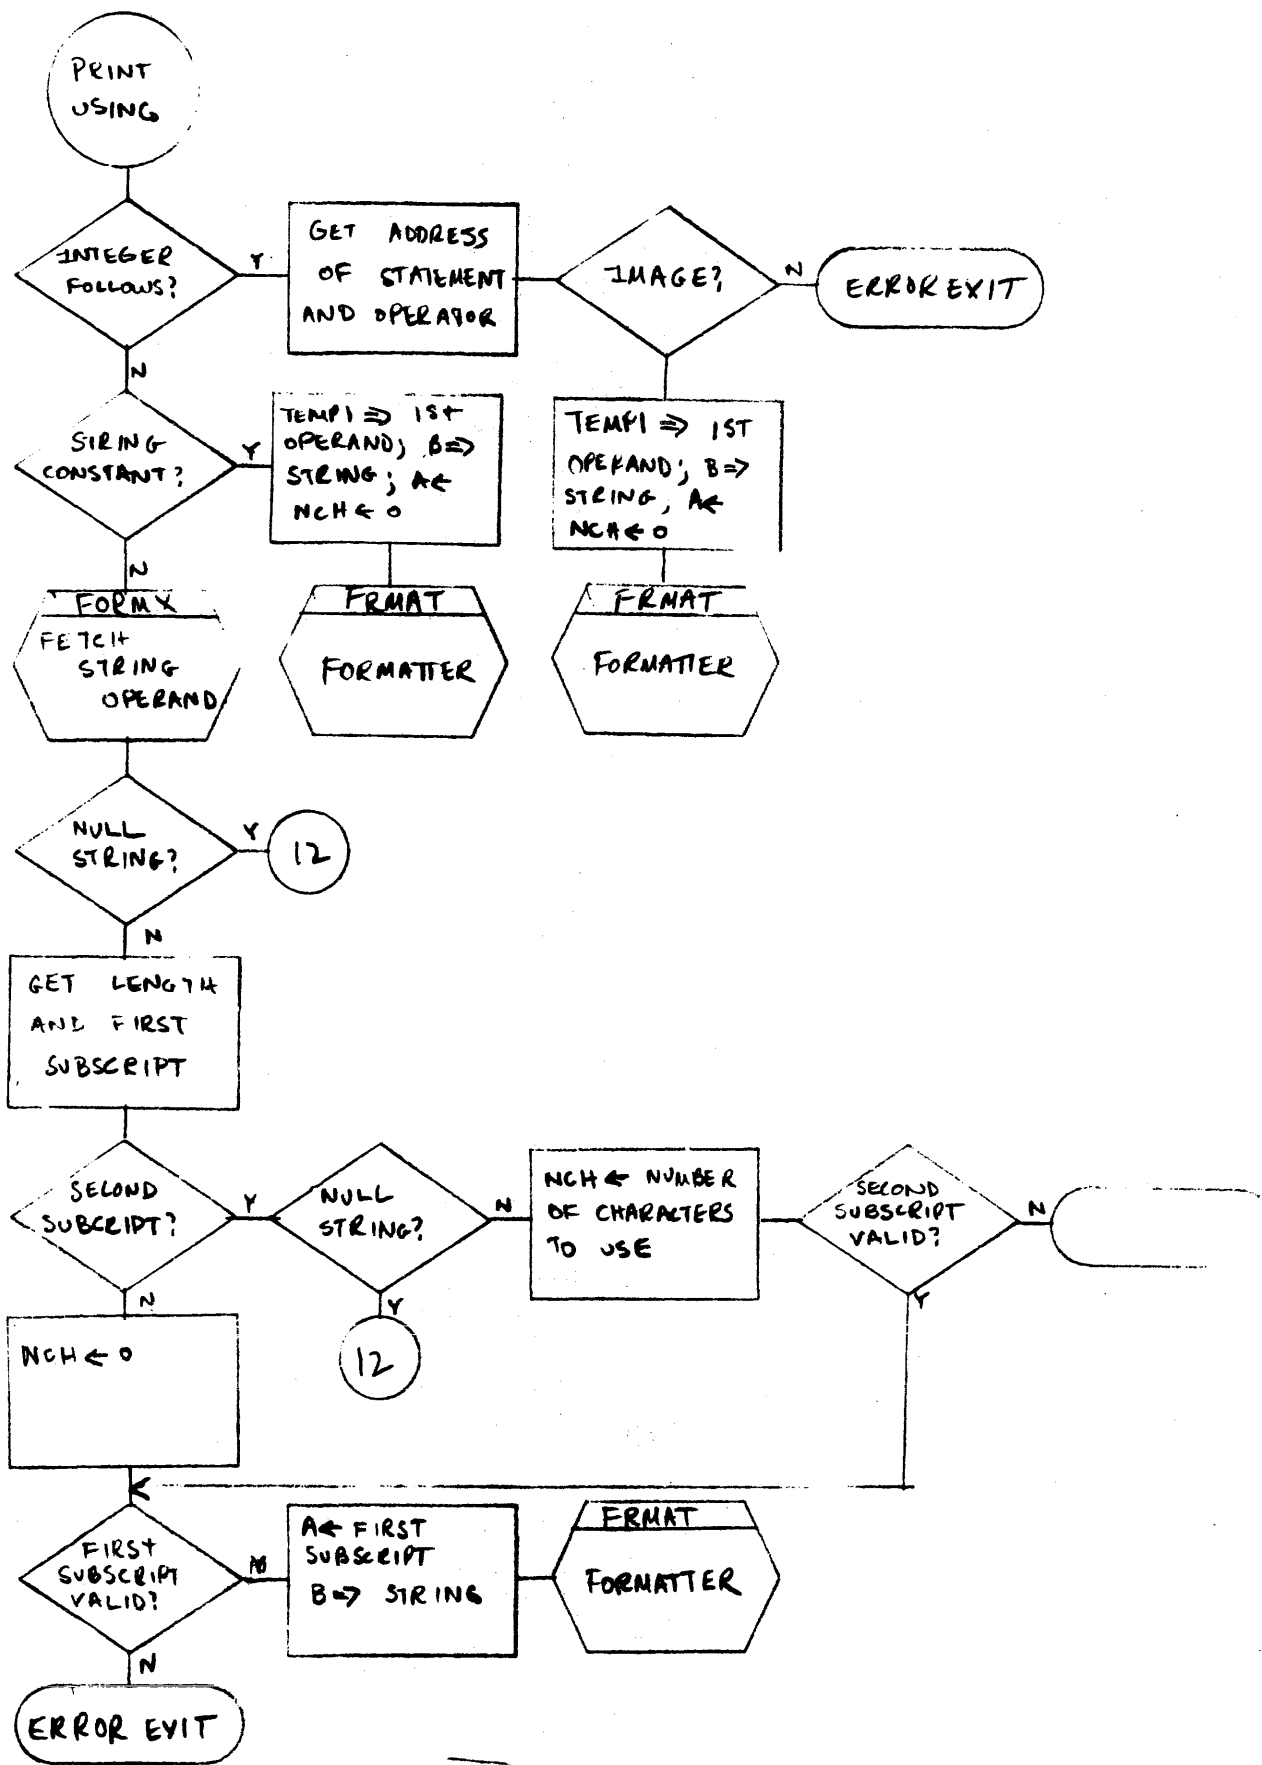 PRINT
USING
INTEGER
FOLLOWS?
Y
GET ADDRESS
OF STATEMENT
AND OPERATOR
IMAGE?
N
ERROR EXIT
N
STRING
CONSTANT?
Y
TEMP1 ⇒ 1ST
OPERAND; B⇒
STRING; A←
NCH ← 0
TEMP1 ⇒ 1ST
OPERAND; B⇒
STRING, A←
NCH ← 0
N
FORMX
FETCH
STRING
OPERAND
FRMAT
FORMATTER
FRMAT
FORMATTER
NULL
STRING?
Y
12
N
GET LENGTH
AND FIRST
SUBSCRIPT
SECOND
SUBCRIPT?
Y
NULL
STRING?
N
NCH ← NUMBER
OF CHARACTERS
TO USE
SECOND
SUBSCRIPT
VALID?
N
N
Y
12
Y
NCH ← 0
FIRST
SUBSCRIPT
VALID?
A← FIRST
SUBSCRIPT
B⇒ STRING
FRMAT
FORMATTER
N
ERROR EXIT